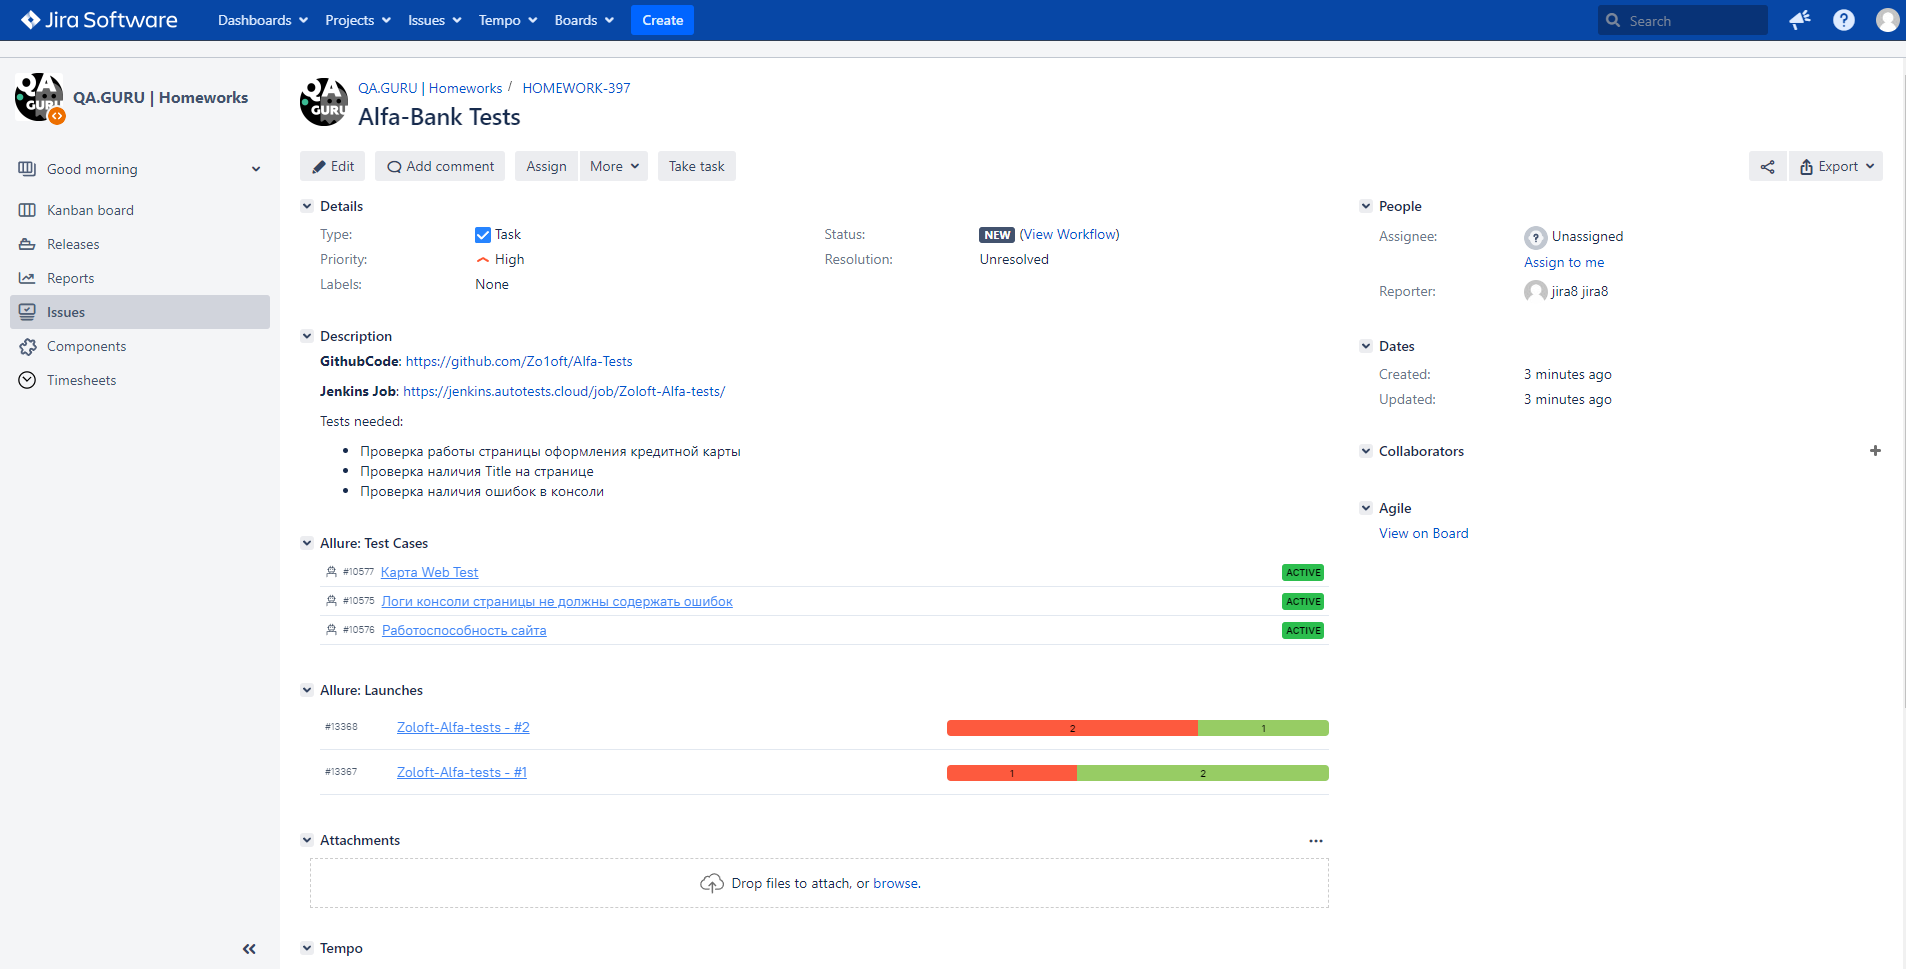 Jira Software
Dashboards Projects Issues Tempo Boards Create Search
QA.GURU | Homeworks
Good morning
Kanban board
Releases
Reports
Issues
Components
Timesheets
QA GURU
QA.GURU | Homeworks / HOMEWORK-397
Alfa-Bank Tests
Edit Add comment Assign More Take task Export
Details
Type: Task
Status: NEW (View Workflow)
Priority: High
Resolution: Unresolved
Labels: None
Description
GithubCode: https://github.com/Zo1oft/Alfa-Tests
Jenkins Job: https://jenkins.autotests.cloud/job/Zoloft-Alfa-tests/
Tests needed:
Проверка работы страницы оформления кредитной карты
Проверка наличия Title на странице
Проверка наличия ошибок в консоли
Allure: Test Cases
#10577 Карта Web Test ACTIVE
#10575 Логи консоли страницы не должны содержать ошибок ACTIVE
#10576 Работоспособность сайта ACTIVE
Allure: Launches
#13368 Zoloft-Alfa-tests - #2 2 1
#13367 Zoloft-Alfa-tests - #1 1 2
Attachments
Drop files to attach, or browse.
Tempo
People
Assignee: Unassigned
Assign to me
Reporter: jira8 jira8
Dates
Created: 3 minutes ago
Updated: 3 minutes ago
Collaborators
Agile
View on Board